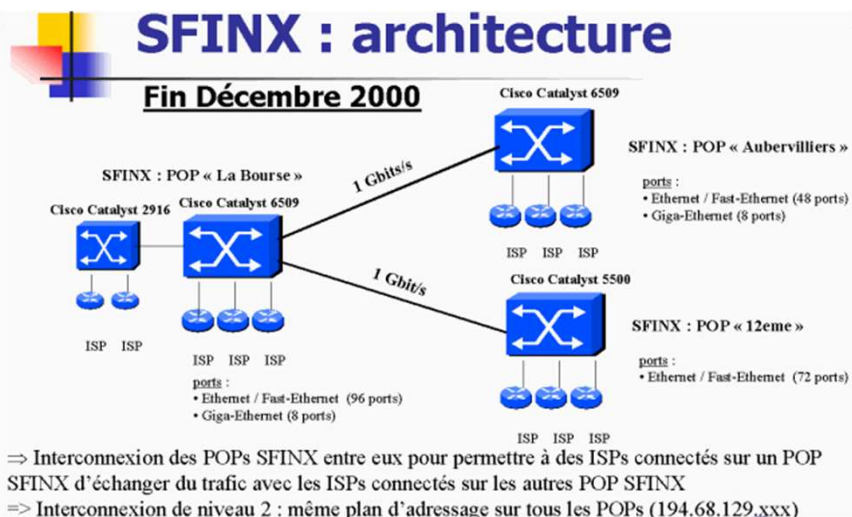 SFINX : architecture
Fin Décembre 2000
Cisco Catalyst 6509
SFINX : POP « Aubervilliers »
ports :
• Ethernet / Fast-Ethernet (48 ports)
• Giga-Ethernet (8 ports)
ISP ISP ISP
1 Gbits/s
SFINX : POP « La Bourse »
Cisco Catalyst 2916
Cisco Catalyst 6509
ISP ISP
ISP ISP ISP
ports :
• Ethernet / Fast-Ethernet (96 ports)
• Giga-Ethernet (8 ports)
1 Gbit/s
Cisco Catalyst 5500
SFINX : POP « 12eme »
ports :
• Ethernet / Fast-Ethernet (72 ports)
ISP ISP ISP
⇒ Interconnexion des POPs SFINX entre eux pour permettre à des ISPs connectés sur un POP
SFINX d'échanger du trafic avec les ISPs connectés sur les autres POP SFINX
=> Interconnexion de niveau 2 : même plan d'adressage sur tous les POPs (194.68.129.xxx)